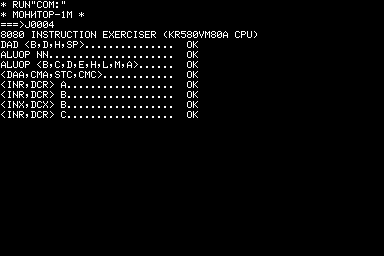 * RUN"COM:"
* МОНИТОР-1М *
===>J0004
8080 INSTRUCTION EXERCISER (KR580VM80A CPU)
DAD <B,D,H,SP>............... OK
ALUOP NN..................... OK
ALUOP <B,C,D,E,H,L,M,A>...... OK
<DAA,CMA,STC,CMC>............ OK
<INR,DCR> A.................. OK
<INR,DCR> B.................. OK
<INX,DCX> B.................. OK
<INR,DCR> C.................. OK